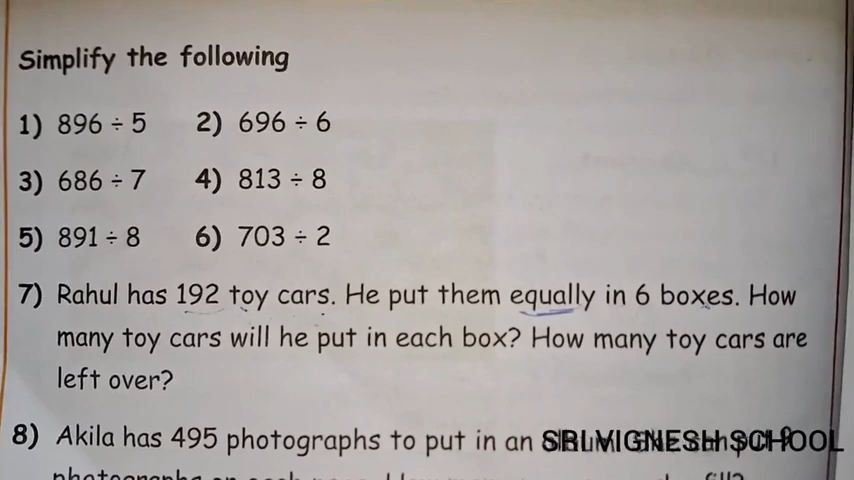 Simplify the following
1) 896 ÷ 5 2) 696 ÷ 6
3) 686 ÷ 7 4) 813 ÷ 8
5) 891 ÷ 8 6) 703 ÷ 2
7) Rahul has 192 toy cars. He put them equally in 6 boxes. How
many toy cars will he put in each box? How many toy cars are
left over?
8) Akila has 495 photographs to put in an
SRI VIGNESH SCHOOL
photographs on each